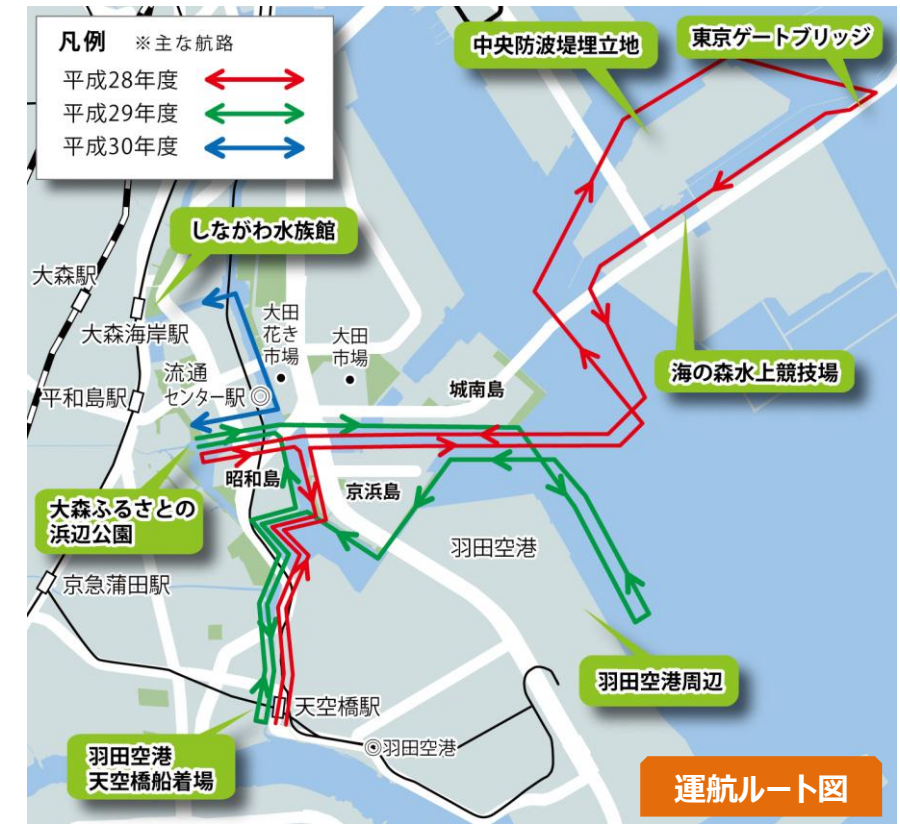 凡例 ※主な航路
平成28年度
平成29年度
平成30年度
中央防波堤埋立地
東京ゲートブリッジ
しながわ水族館
大森駅
大森海岸駅
大田
花き
市場
大田
市場
流通
センター駅
平和島駅
城南島
海の森水上競技場
昭和島
京浜島
大森ふるさとの
浜辺公園
羽田空港
京急蒲田駅
羽田空港周辺
天空橋駅
羽田空港
羽田空港
天空橋船着場
運航ルート図